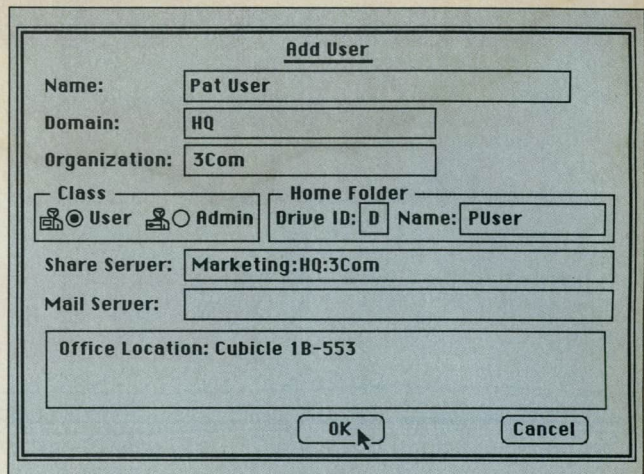 Add User
Name: Pat User
Domain: HQ
Organization: 3Com
Class Home Folder
User Admin Drive ID: D Name: PUser
Share Server: Marketing:HQ:3Com
Mail Server:
Office Location: Cubicle 1B-553
OK Cancel